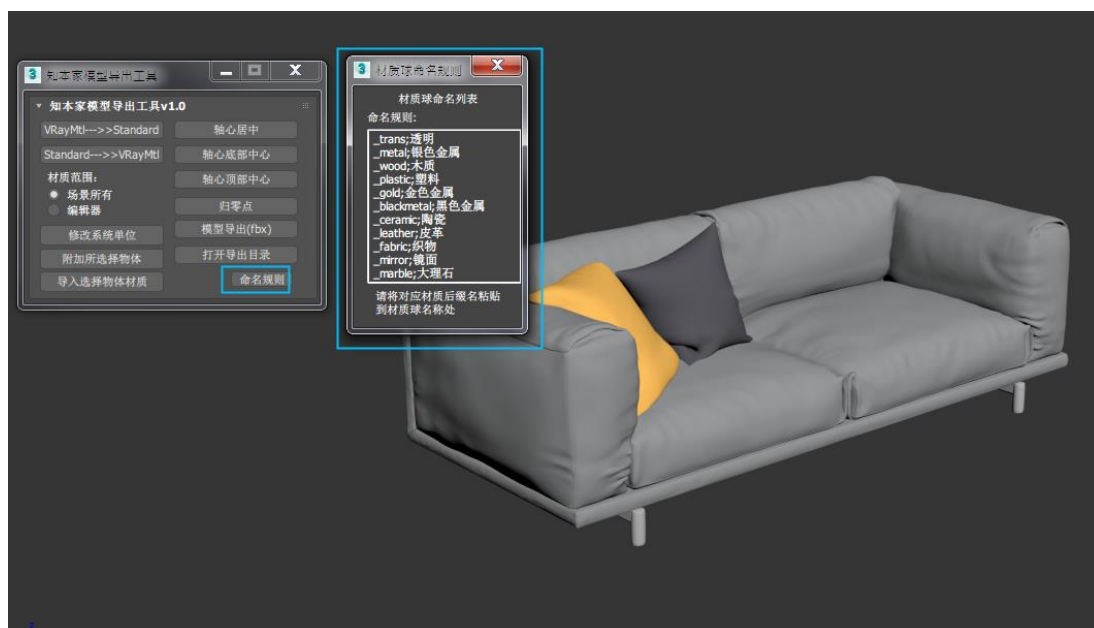 知本家模型导出工具
知本家模型导出工具v1.0
VRayMtl--->>Standard
轴心居中
Standard--->>VRayMtl
轴心底部中心
材质范围:
轴心顶部中心
场景所有
编辑器
归零点
修改系统单位
模型导出(fbx)
附加所选择物体
打开导出目录
导入选择物体材质
命名规则
材质球命名规则
材质球命名列表
命名规则:
_trans;透明
_metal;银色金属
_wood;木质
_plastic;塑料
_gold;金色金属
_blackmetal;黑色金属
_ceramic;陶瓷
_leather;皮革
_fabric;织物
_mirror;镜面
_marble;大理石
请将对应材质后缀名粘贴
到材质球名称处